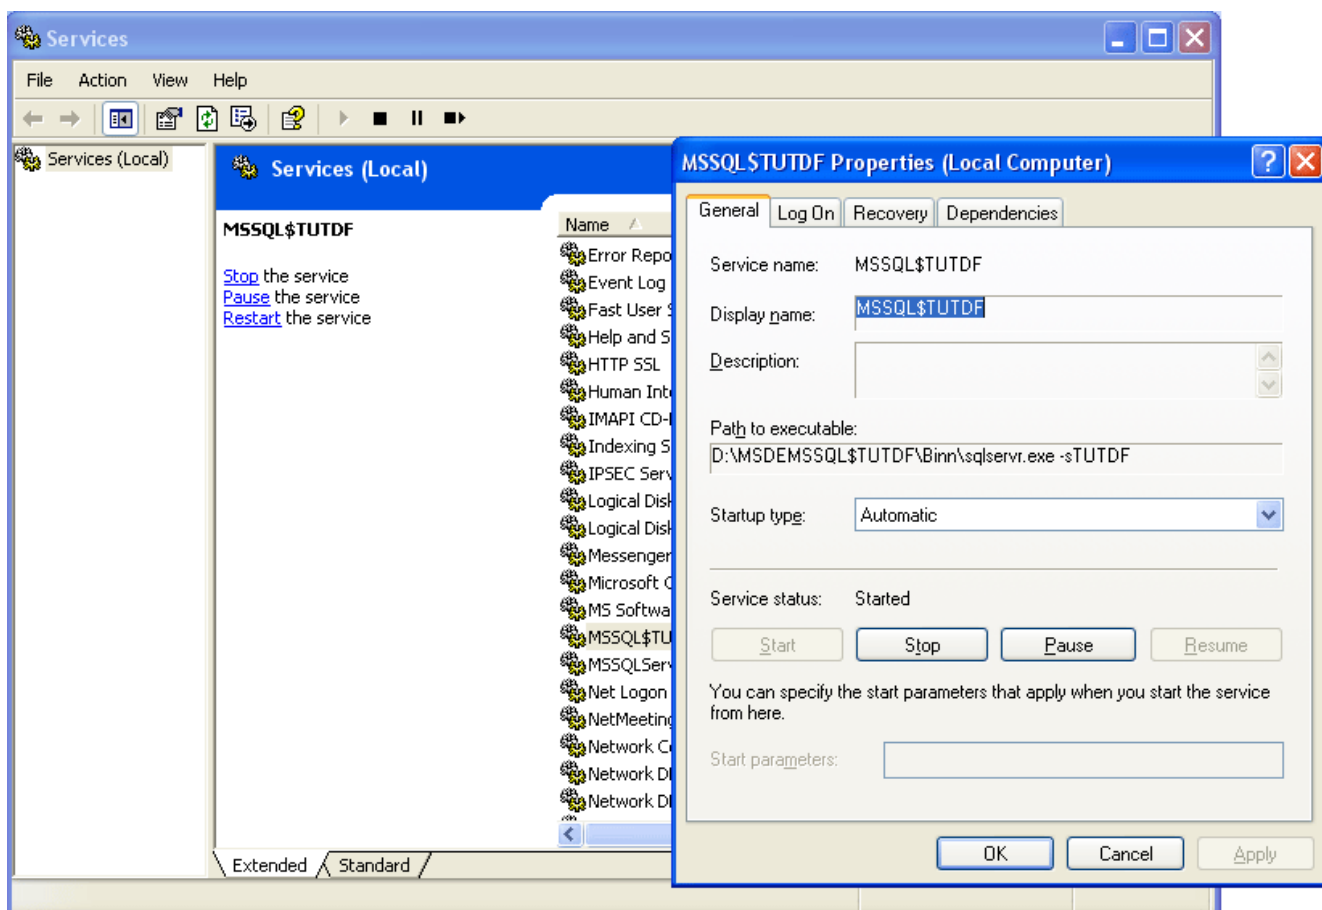 Services
File Action View Help
Services (Local)
Services (Local)
MSSQL$TUTDF
Stop the service
Pause the service
Restart the service
Name
Error Repo
Event Log
Fast User S
Help and S
HTTP SSL
Human Inte
IMAPI CD-
Indexing S
IPSEC Serv
Logical Disk
Logical Disk
Messenger
Microsoft C
MS Softwa
MSSQL$TU
MSSQLServ
Net Logon
NetMeeting
Network Co
Network D
Network D
Extended Standard
MSSQL$TUTDF Properties (Local Computer)
General Log On Recovery Dependencies
Service name: MSSQL$TUTDF
Display name: MSSQL$TUTDF
Description:
Path to executable:
D:\MSDEMSSQL$TUTDF\Binn\sqlservr.exe -sTUTDF
Startup type: Automatic
Service status: Started
Start Stop Pause Resume
You can specify the start parameters that apply when you start the service
from here.
Start parameters:
OK Cancel Apply